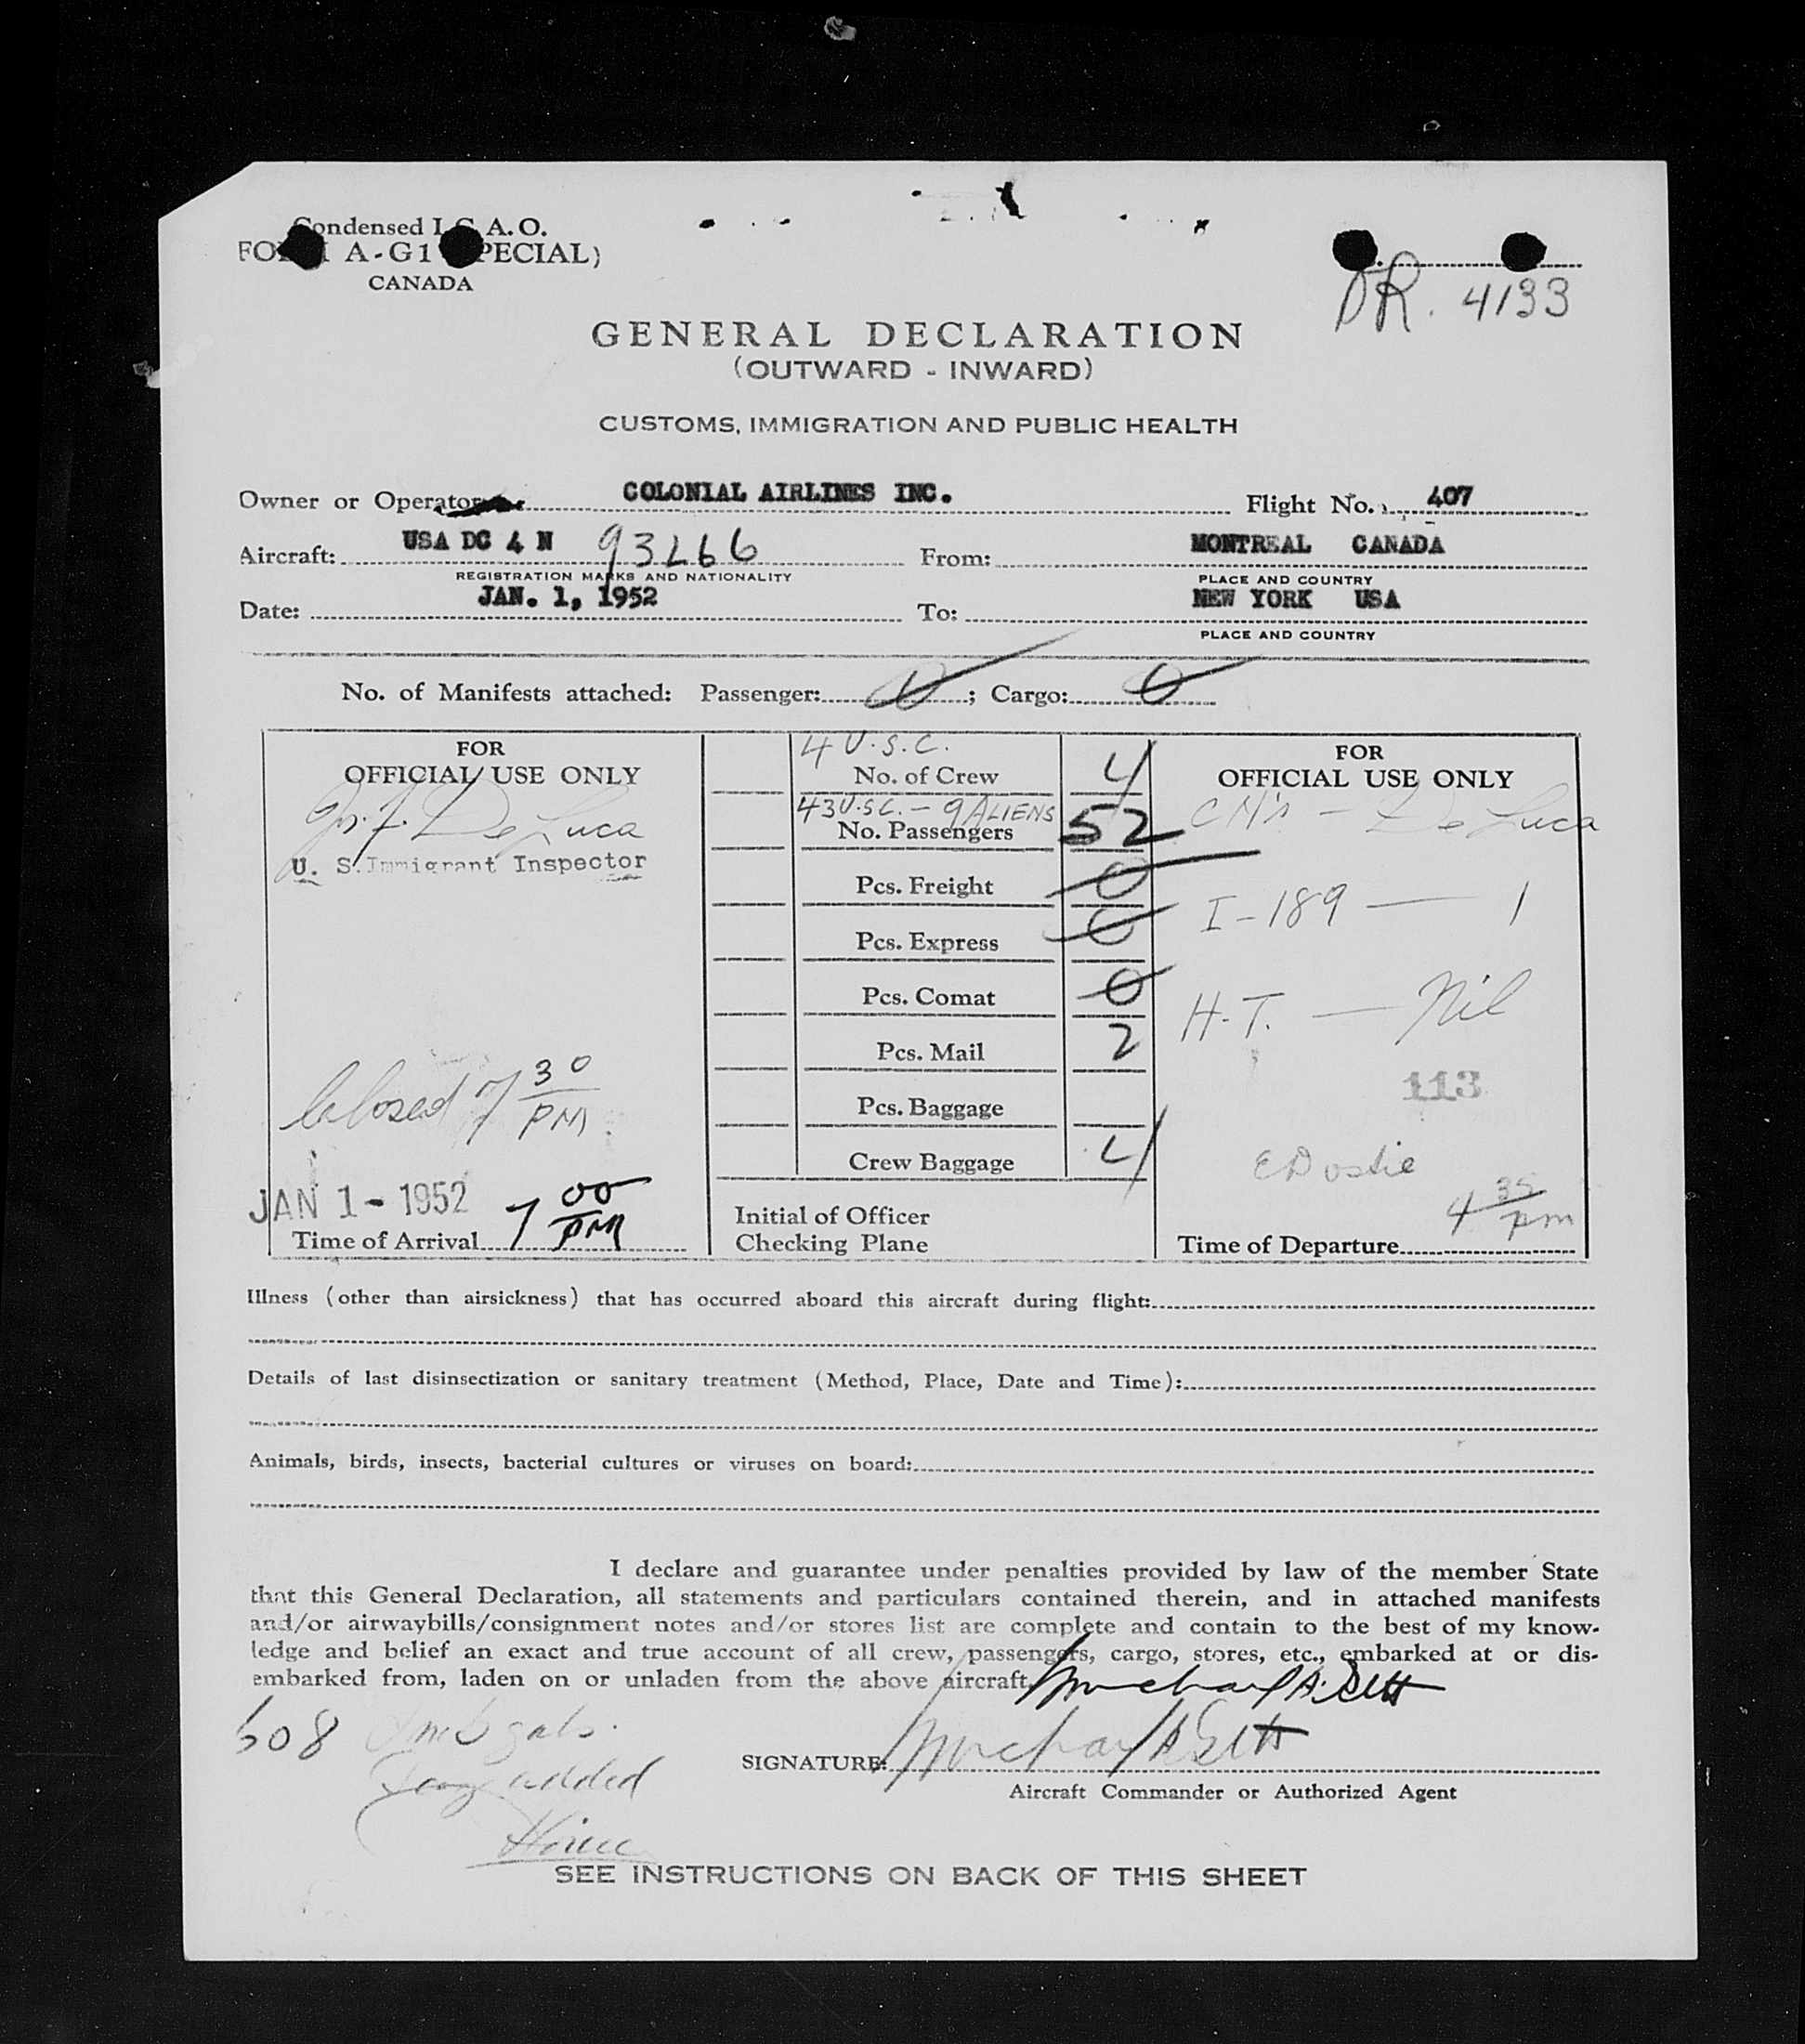 Condensed I.C.A.O.
FORM A-G1 (SPECIAL)
CANADA
DR. 4133
GENERAL DECLARATION
(OUTWARD - INWARD)
CUSTOMS, IMMIGRATION AND PUBLIC HEALTH
Owner or Operator COLONIAL AIRLINES INC. Flight No. 407
Aircraft: USA DC 4 N 93266 From: MONTREAL CANADA
REGISTRATION MARKS AND NATIONALITY PLACE AND COUNTRY
Date: JAN. 1, 1952 To: NEW YORK USA
PLACE AND COUNTRY
No. of Manifests attached: Passenger: 0; Cargo: 0
FOR
OFFICIAL USE ONLY
De Luca
U. S. Immigrant Inspector
Closed 7 30
PM
JAN 1 - 1952
7 00 PM
Time of Arrival
4 U.S.C.
No. of Crew 4
43 U.SC. - 9 ALIENS
No. Passengers 52
Pcs. Freight 0
Pcs. Express 0
Pcs. Comat 0
Pcs. Mail 2
Pcs. Baggage
Crew Baggage 4
Initial of Officer
Checking Plane
FOR
OFFICIAL USE ONLY
De Luca
I-189 — 1
H.T. — Nil
113
4 35 pm
Time of Departure
Illness (other than airsickness) that has occurred aboard this aircraft during flight:
Details of last disinsectization or sanitary treatment (Method, Place, Date and Time):
Animals, birds, insects, bacterial cultures or viruses on board:
I declare and guarantee under penalties provided by law of the member State
that this General Declaration, all statements and particulars contained therein, and in attached manifests
and/or airwaybills/consignment notes and/or stores list are complete and contain to the best of my know-
ledge and belief an exact and true account of all crew, passengers, cargo, stores, etc., embarked at or dis-
embarked from, laden on or unladen from the above aircraft.
608 gals.
added
SIGNATURE: Michael A
Aircraft Commander or Authorized Agent
SEE INSTRUCTIONS ON BACK OF THIS SHEET